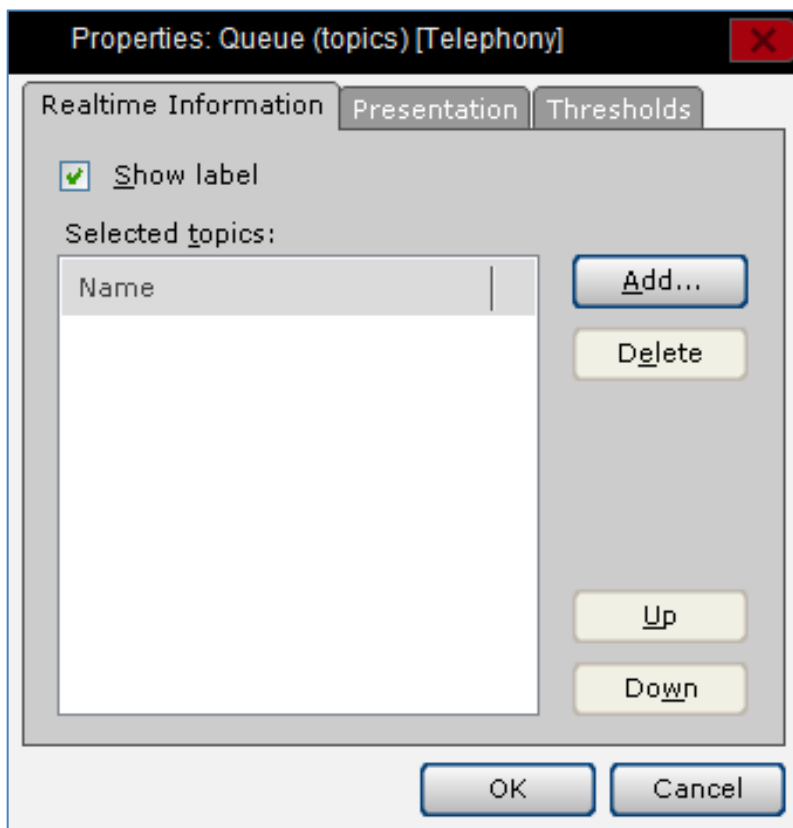 Properties: Queue (topics) [Telephony]
Realtime Information Presentation Thresholds
Show label
Selected topics:
Name
Add...
Delete
Up
Down
OK Cancel